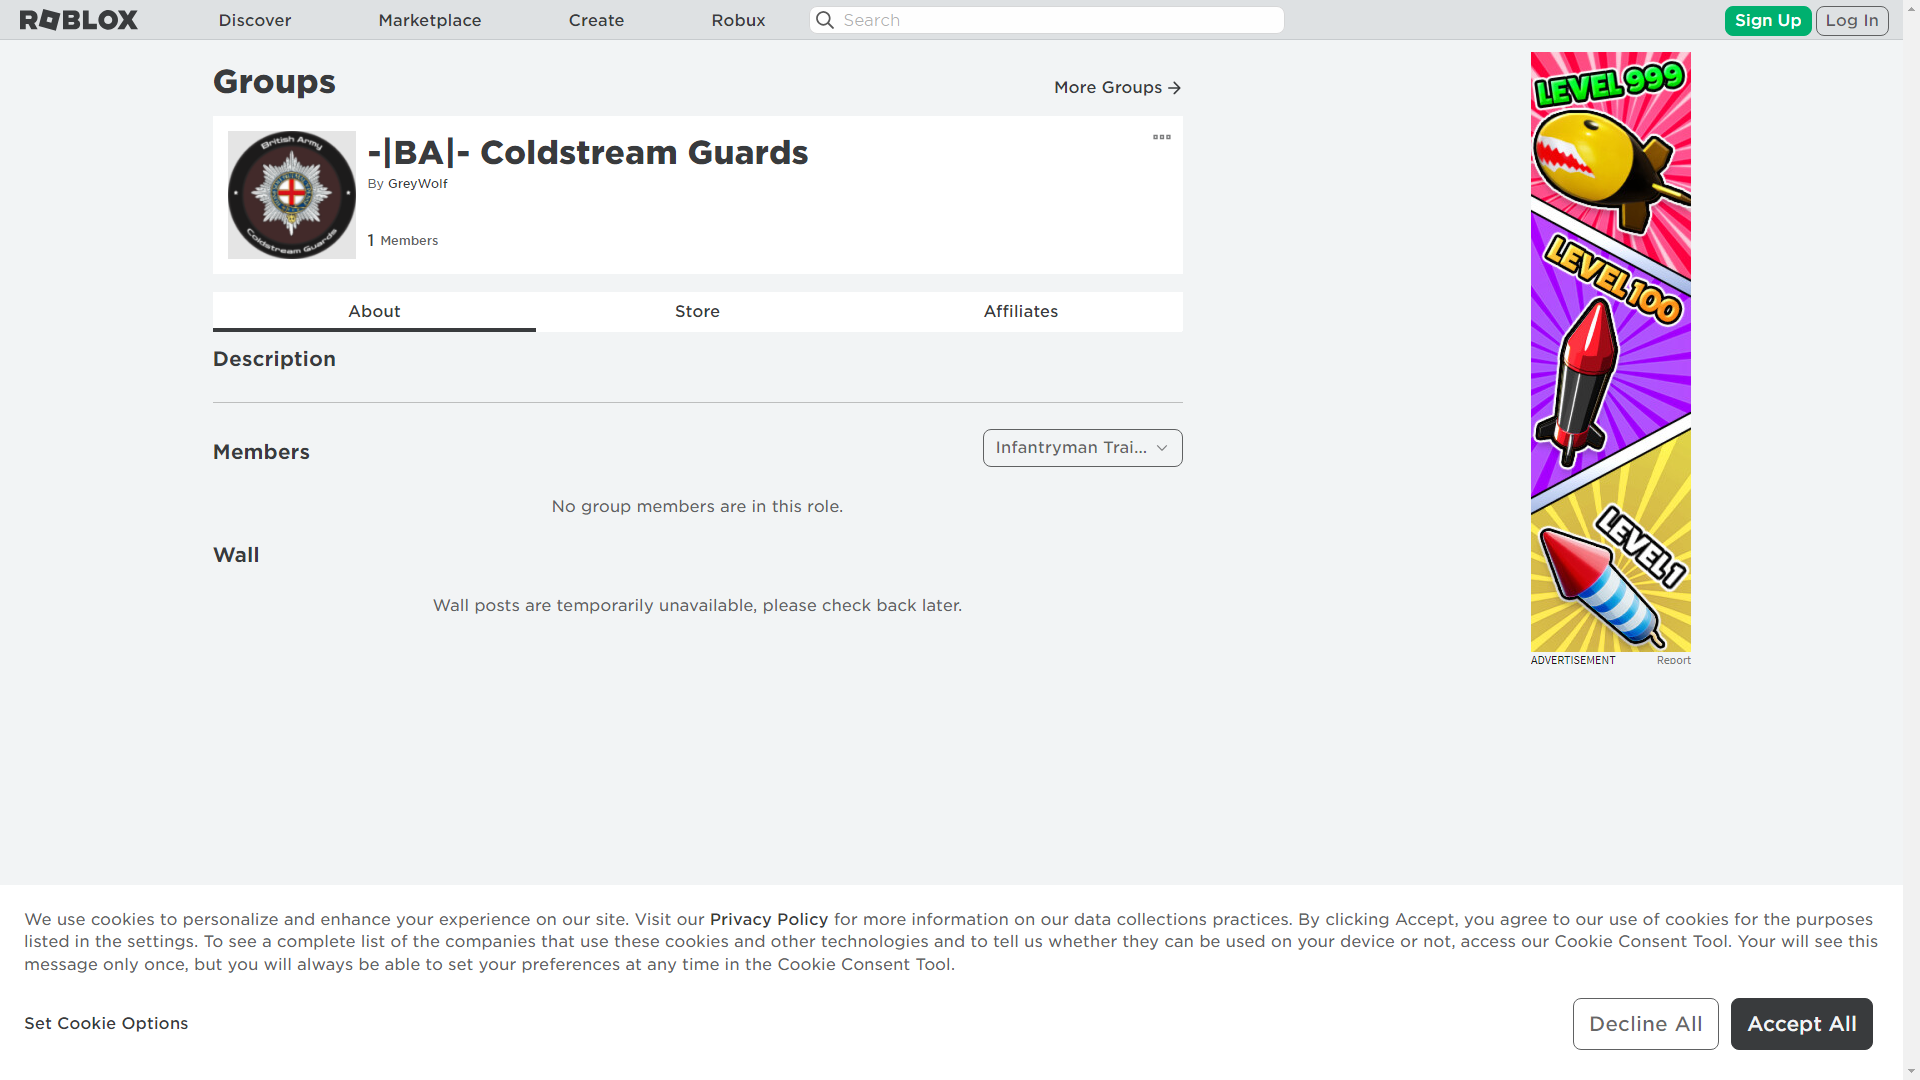 ROBLOX
Discover
Marketplace
Create
Robux
Search
Sign Up
Log In
Groups
More Groups
British Army
Coldstream Guards
-|BA|- Coldstream Guards
By GreyWolf
1 Members
About
Store
Affiliates
Description
Members
Infantryman Trai...
No group members are in this role.
Wall
Wall posts are temporarily unavailable, please check back later.
LEVEL 999
LEVEL 100
LEVEL 1
ADVERTISEMENT
Report
We use cookies to personalize and enhance your experience on our site. Visit our Privacy Policy for more information on our data collections practices. By clicking Accept, you agree to our use of cookies for the purposes
listed in the settings. To see a complete list of the companies that use these cookies and other technologies and to tell us whether they can be used on your device or not, access our Cookie Consent Tool. Your will see this
message only once, but you will always be able to set your preferences at any time in the Cookie Consent Tool.
Set Cookie Options
Decline All
Accept All